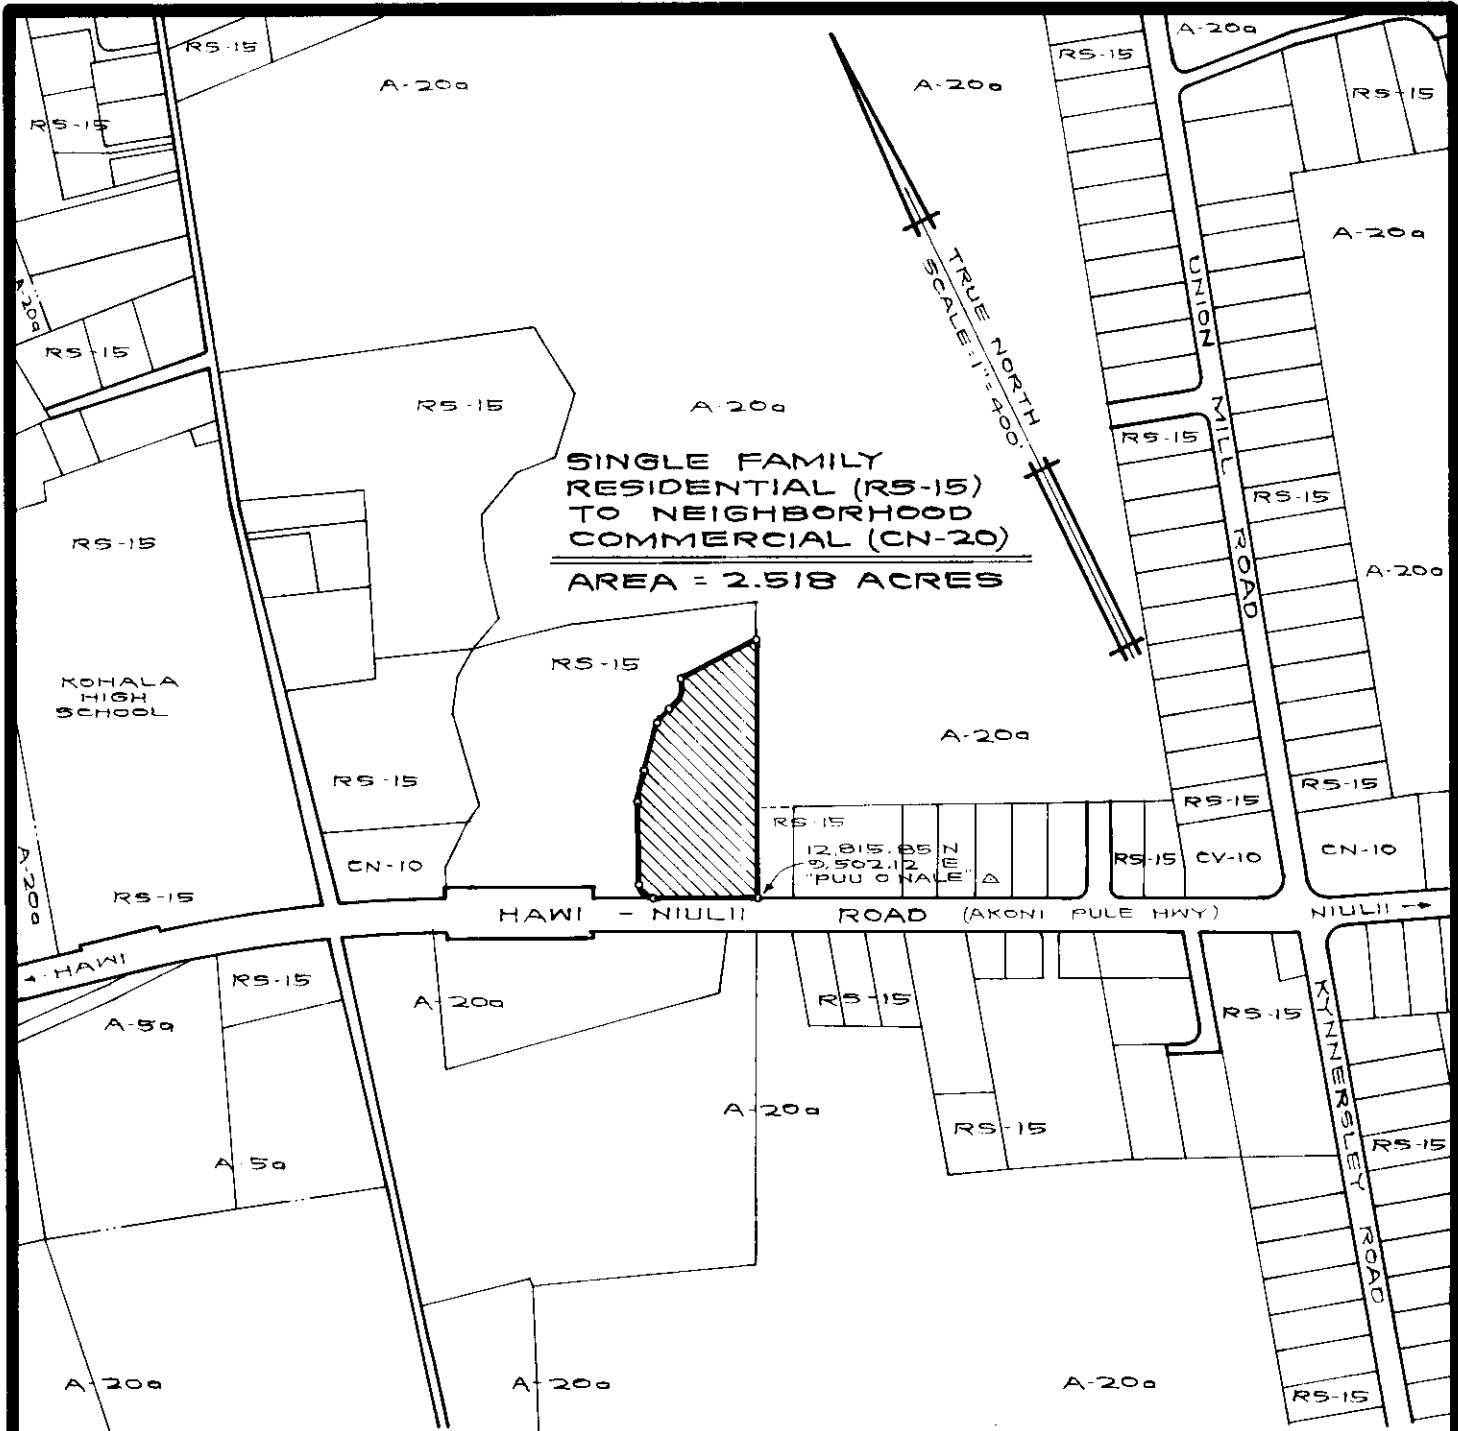 RS-15
A-20a
A-20a
RS-15
A-20a
RS-15
RS-15
A-20a
A-20a
RS-15
UNION MILL ROAD
TRUE NORTH
SCALE: 1" = 400'
RS-15
A-20a
RS-15
RS-15
SINGLE FAMILY
RESIDENTIAL (RS-15)
TO NEIGHBORHOOD
COMMERCIAL (CN-20)
AREA = 2.518 ACRES
RS-15
A-20a
RS-15
KOHALA
HIGH
SCHOOL
A-20a
RS-15
RS-15
RS-15
RS-15
12,815.85 N
9,502.12 E
"PUU O NALE" △
CN-10
RS-15
CV-10
CN-10
A-20a
RS-15
HAWI - NIULII ROAD (AKONI PULE HWY)
NIULII →
← HAWI
RS-15
A-20a
RS-15
RS-15
KYNNERSLEY ROAD
A-5a
A-20a
RS-15
RS-15
A-5a
A-20a
A-20a
A-20a
RS-15